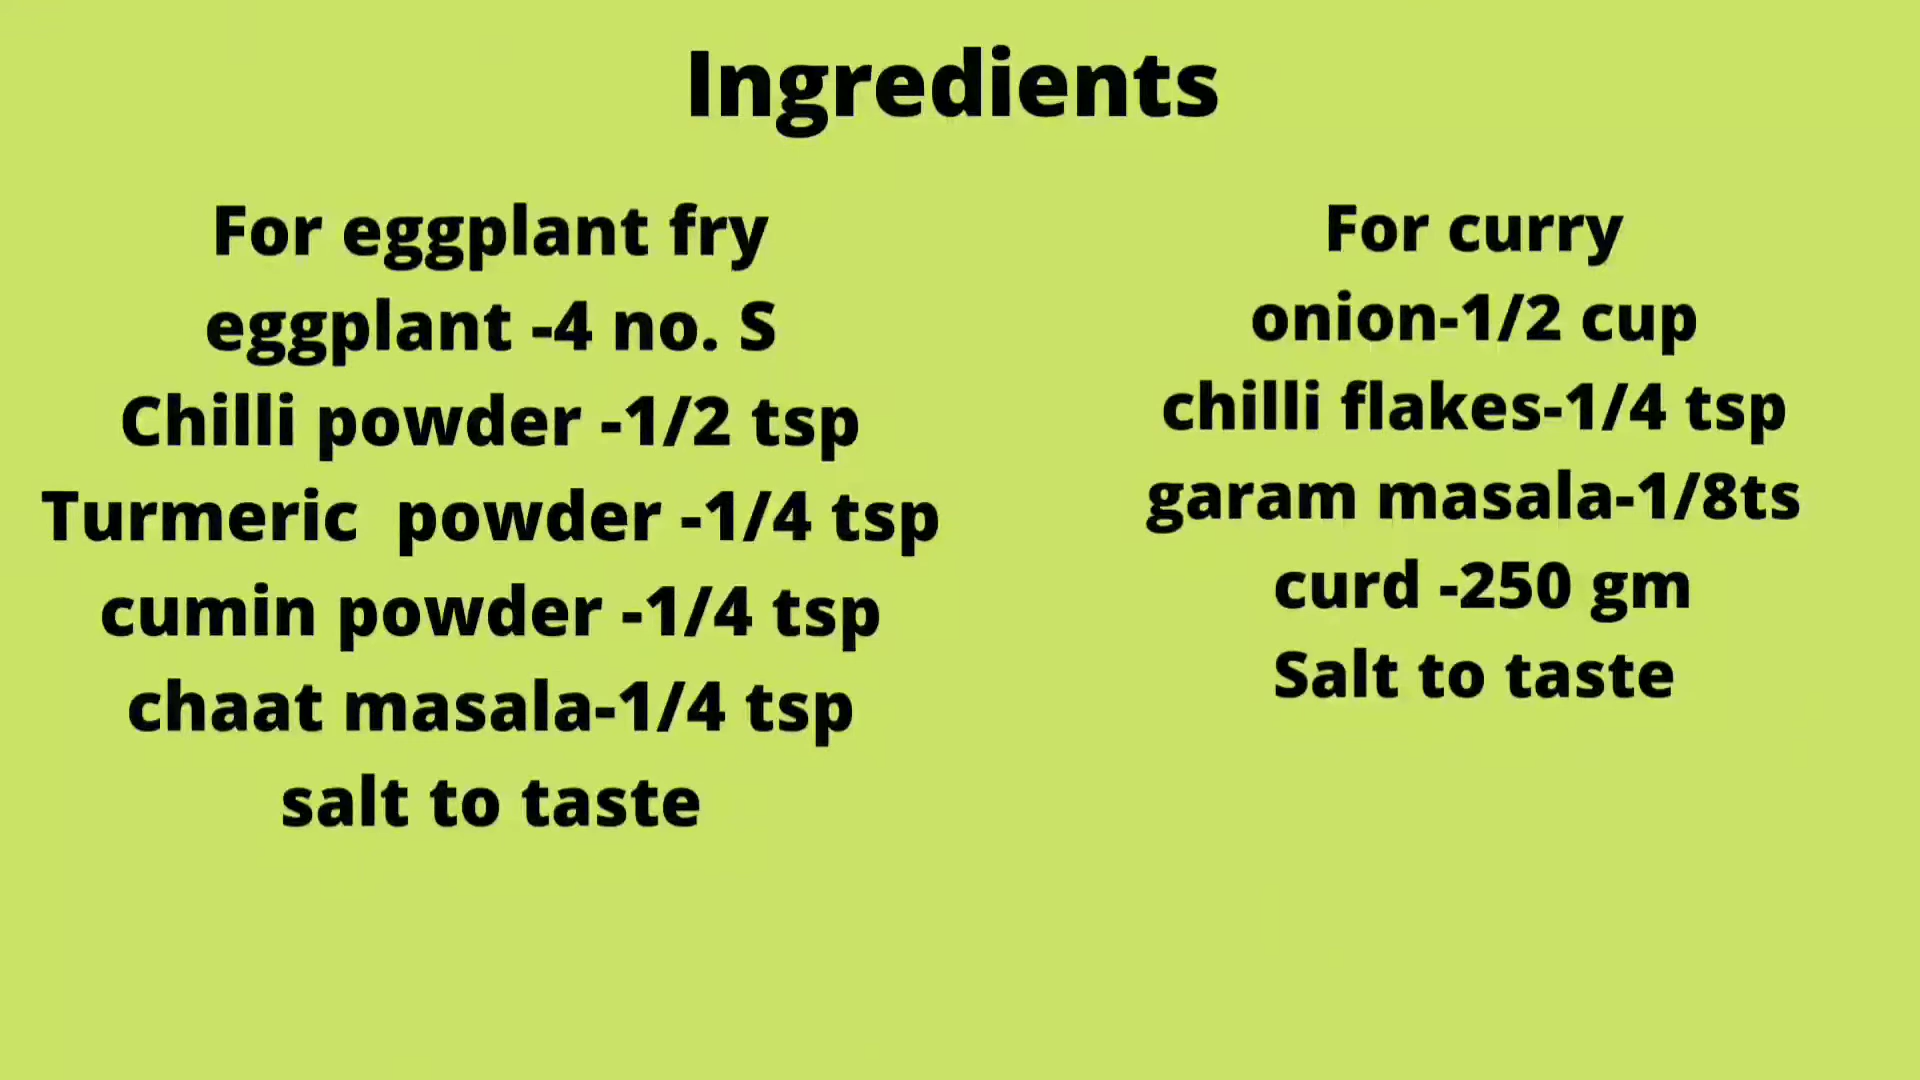 Ingredients
For eggplant fry
eggplant -4 no. S
Chilli powder -1/2 tsp
Turmeric  powder -1/4 tsp
cumin powder -1/4 tsp
chaat masala-1/4 tsp
salt to taste
For curry
onion-1/2 cup
chilli flakes-1/4 tsp
garam masala-1/8ts
curd -250 gm
Salt to taste